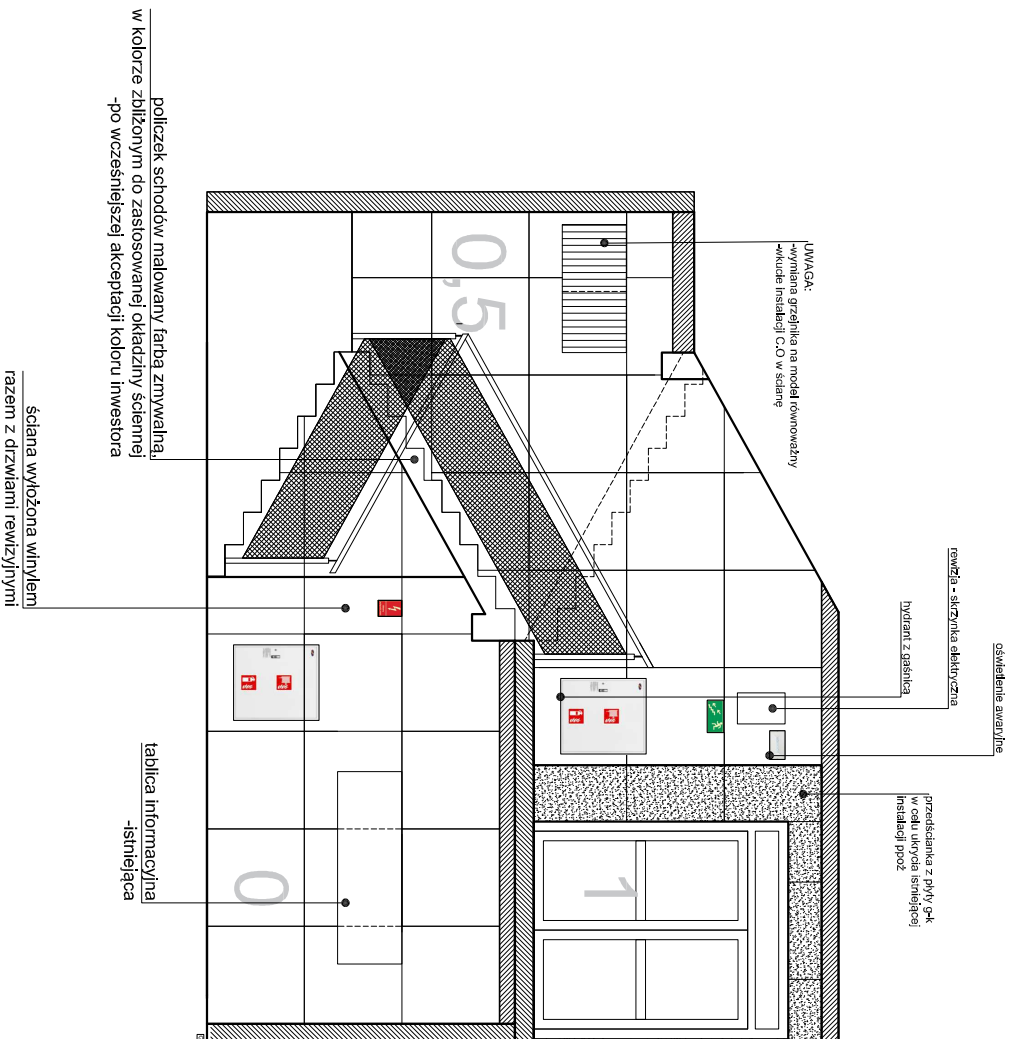 oświetlenie awaryjne
rewizja - skrzynka elektryczna
hydrant z gaśnicą
przedścianka z płyty g-k
w celu ukrycia istniejącej
instalacji ppoż
UWAGA:
-wymiana grzejnika na model równoważny
-wkucie instalacji C.O w ścianę
0,5
1
0
policzek schodów malowany farbą zmywalną,
w kolorze zbliżonym do zastosowanej okładziny ściennej
-po wcześniejszej akceptacji koloru inwestora
ściana wyłożona winylem
razem z drzwiami rewizyjnymi
tablica informacyjna
-istniejąca